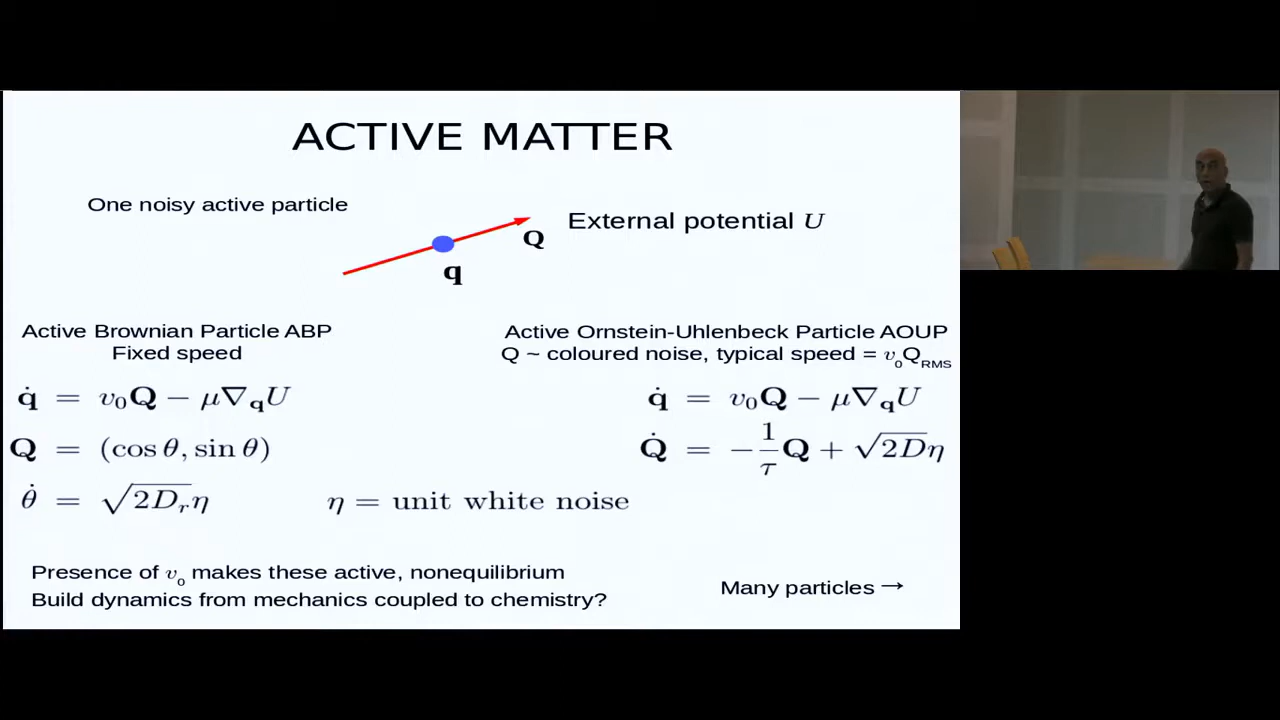 ACTIVE MATTER
One noisy active particle
Q
q
External potential U
Active Brownian Particle ABP
Fixed speed
q̇ = v₀Q − μ∇_q U
Q = (cos θ, sin θ)
θ̇ = √(2D_r) η
η = unit white noise
Active Ornstein-Uhlenbeck Particle AOUP
Q ~ coloured noise, typical speed = v₀Q_RMS
q̇ = v₀Q − μ∇_q U
Q̇ = −(1/τ) Q + √(2D) η
Presence of v₀ makes these active, nonequilibrium
Build dynamics from mechanics coupled to chemistry?
Many particles →